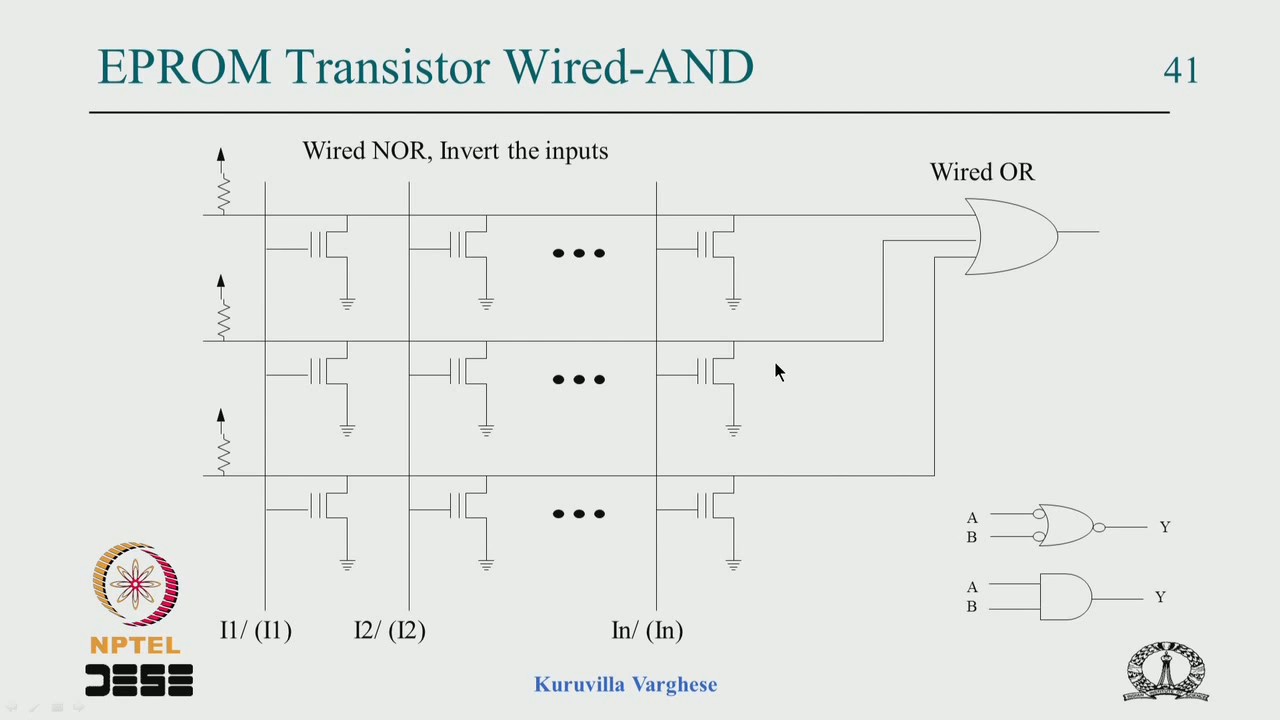 EPROM Transistor Wired-AND
41
Wired NOR, Invert the inputs
Wired OR
A
B
Y
A
B
Y
I1/ (I1)
I2/ (I2)
In/ (In)
NPTEL
DESE
Kuruvilla Varghese